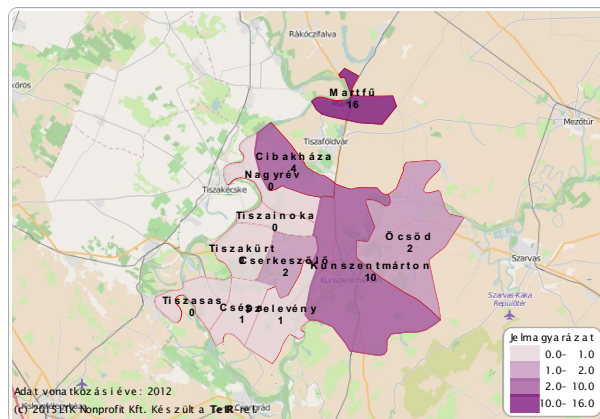 Rákóczifalva
Martfű
16
Mezőtúr
Tiszaföldvár
Cibakháza
4
Nagyrév
0
Tiszakécske
Tiszainoka
0
Öcsöd
2
Tiszakürt
Cserkeszőlő
2
Kunszentmárton
10
Szarvas
Tiszasas
0
Csépa
1
Szelevény
1
Szarvas-Káka
Repülőtér
Jelmagyarázat
0.0- 1.0
1.0- 2.0
2.0- 10.0
10.0- 16.0
Adat vonatkozási éve: 2012
(c) 2015 LTK Nonprofit Kft. Készült a TeIR-rel.